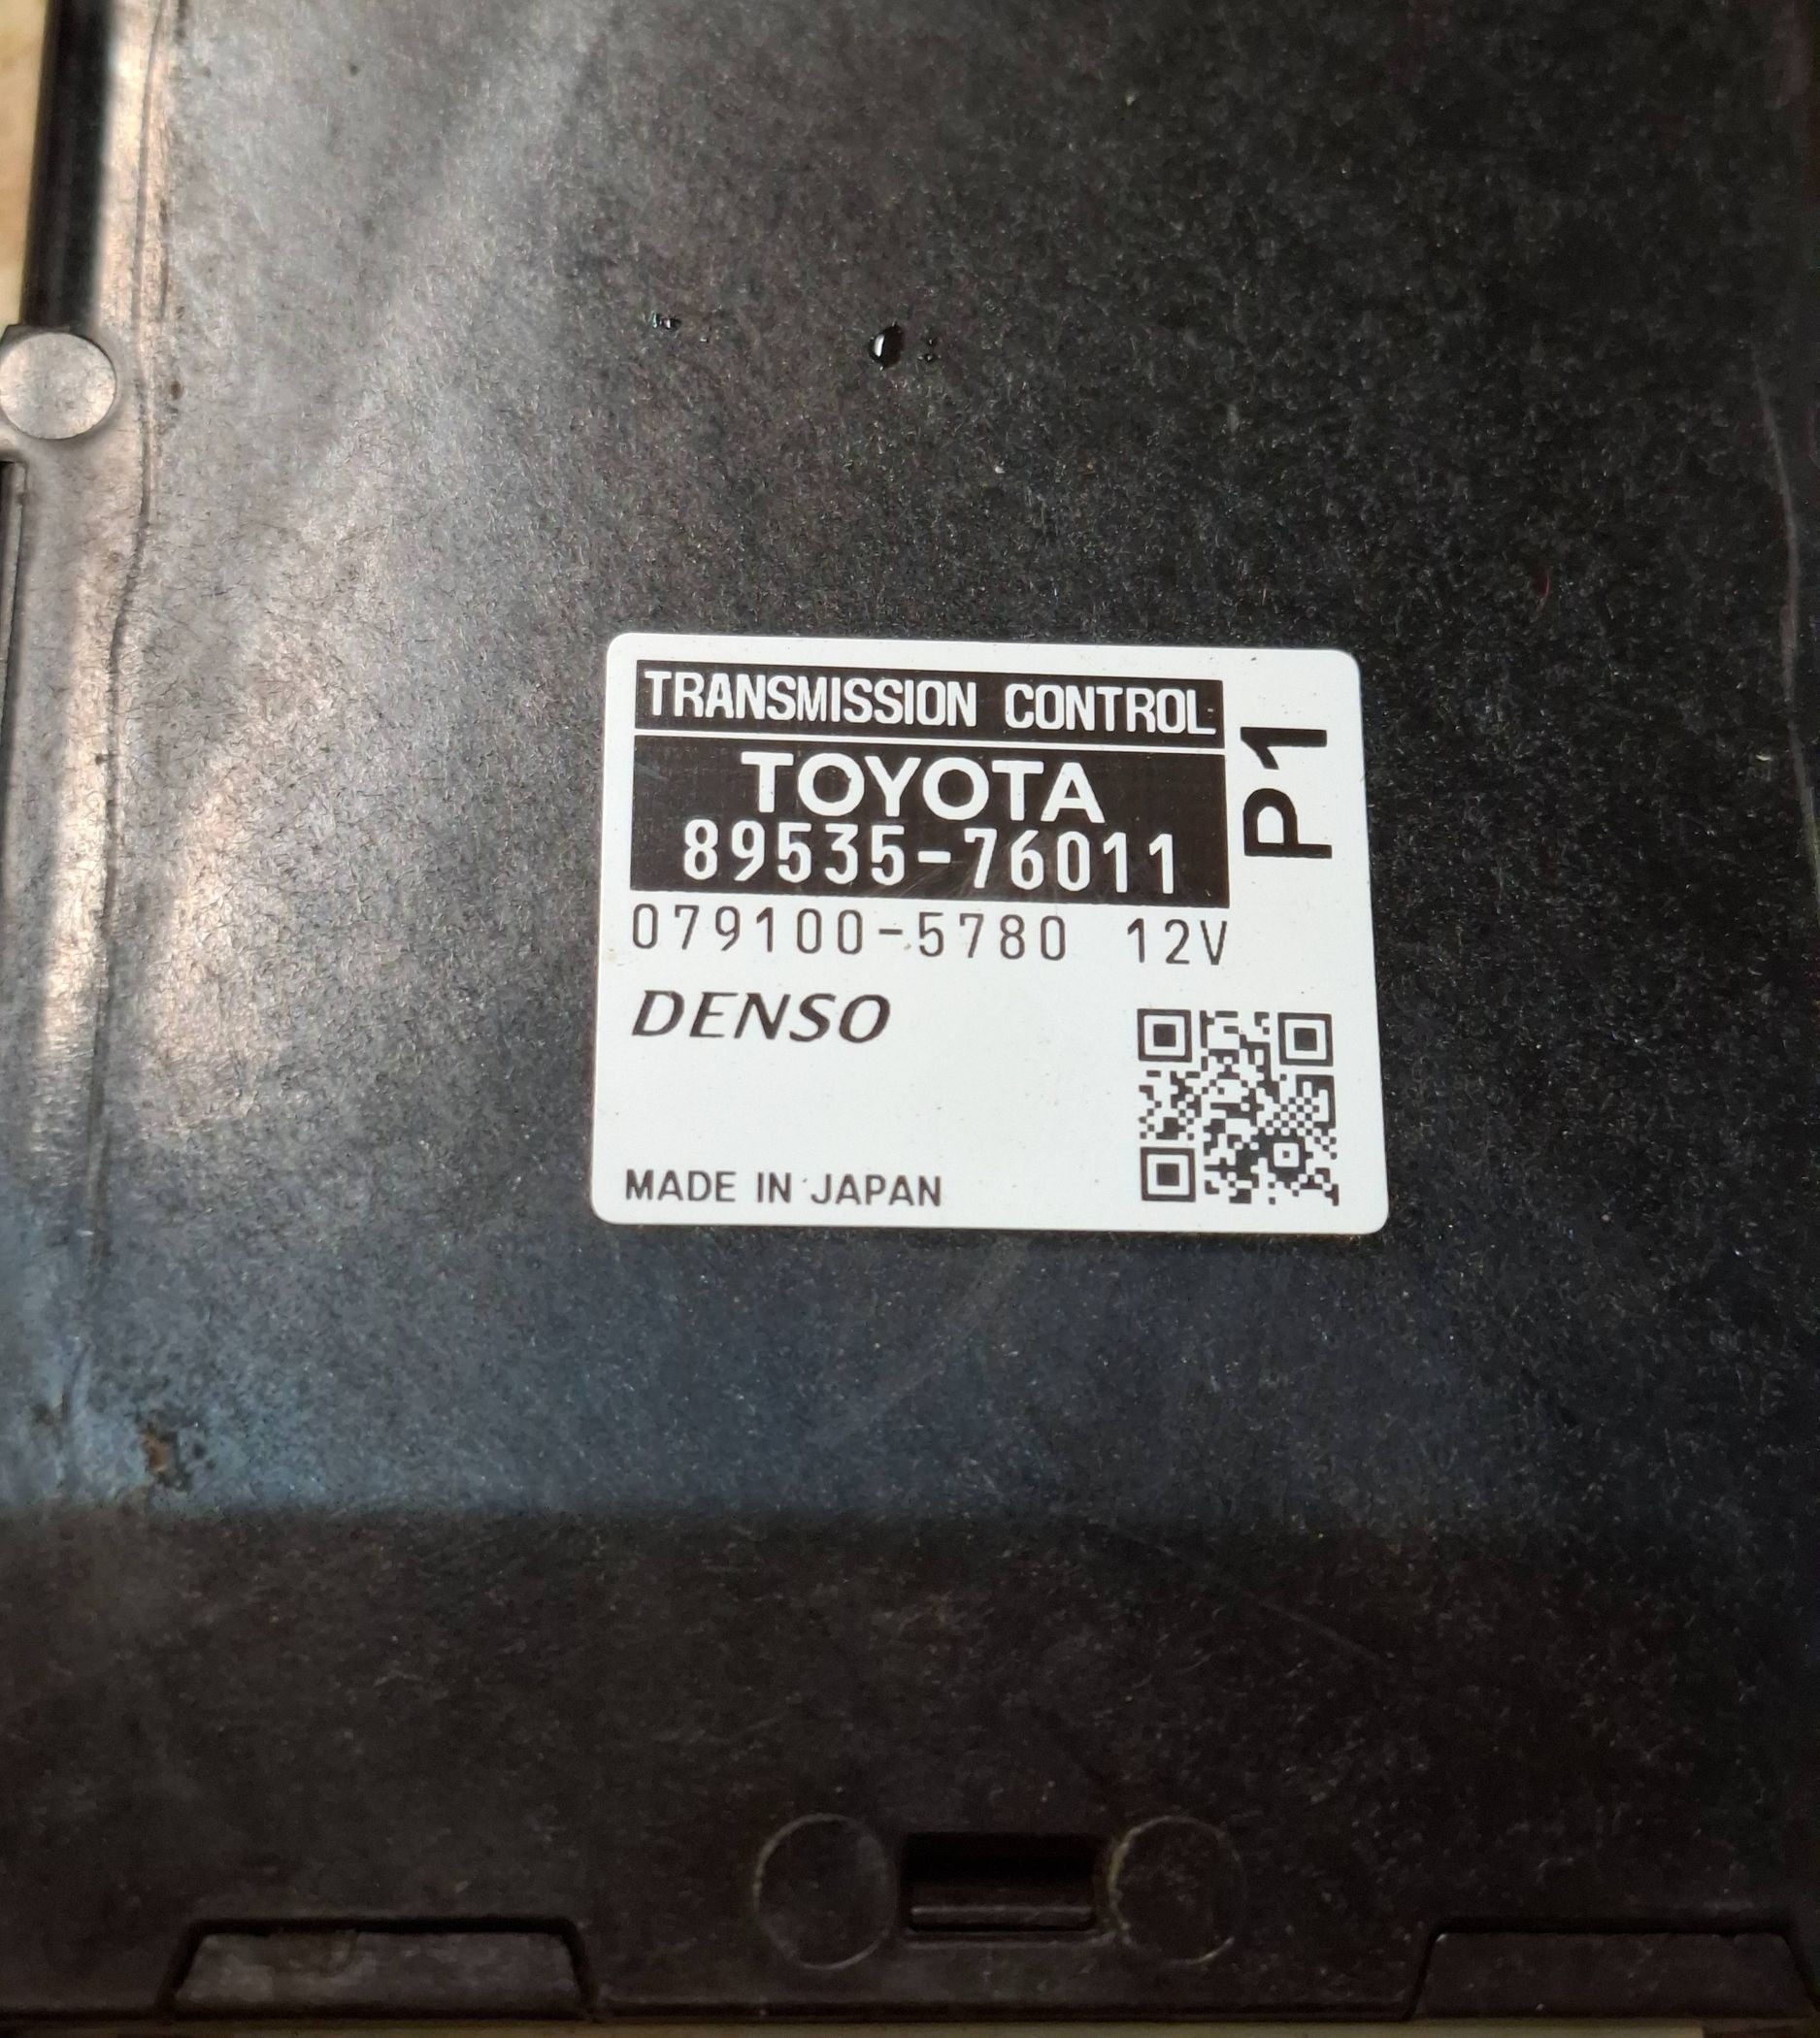 TRANSMISSION CONTROL
TOYOTA
89535-76011
P1
079100-5780 12V
DENSO
MADE IN JAPAN